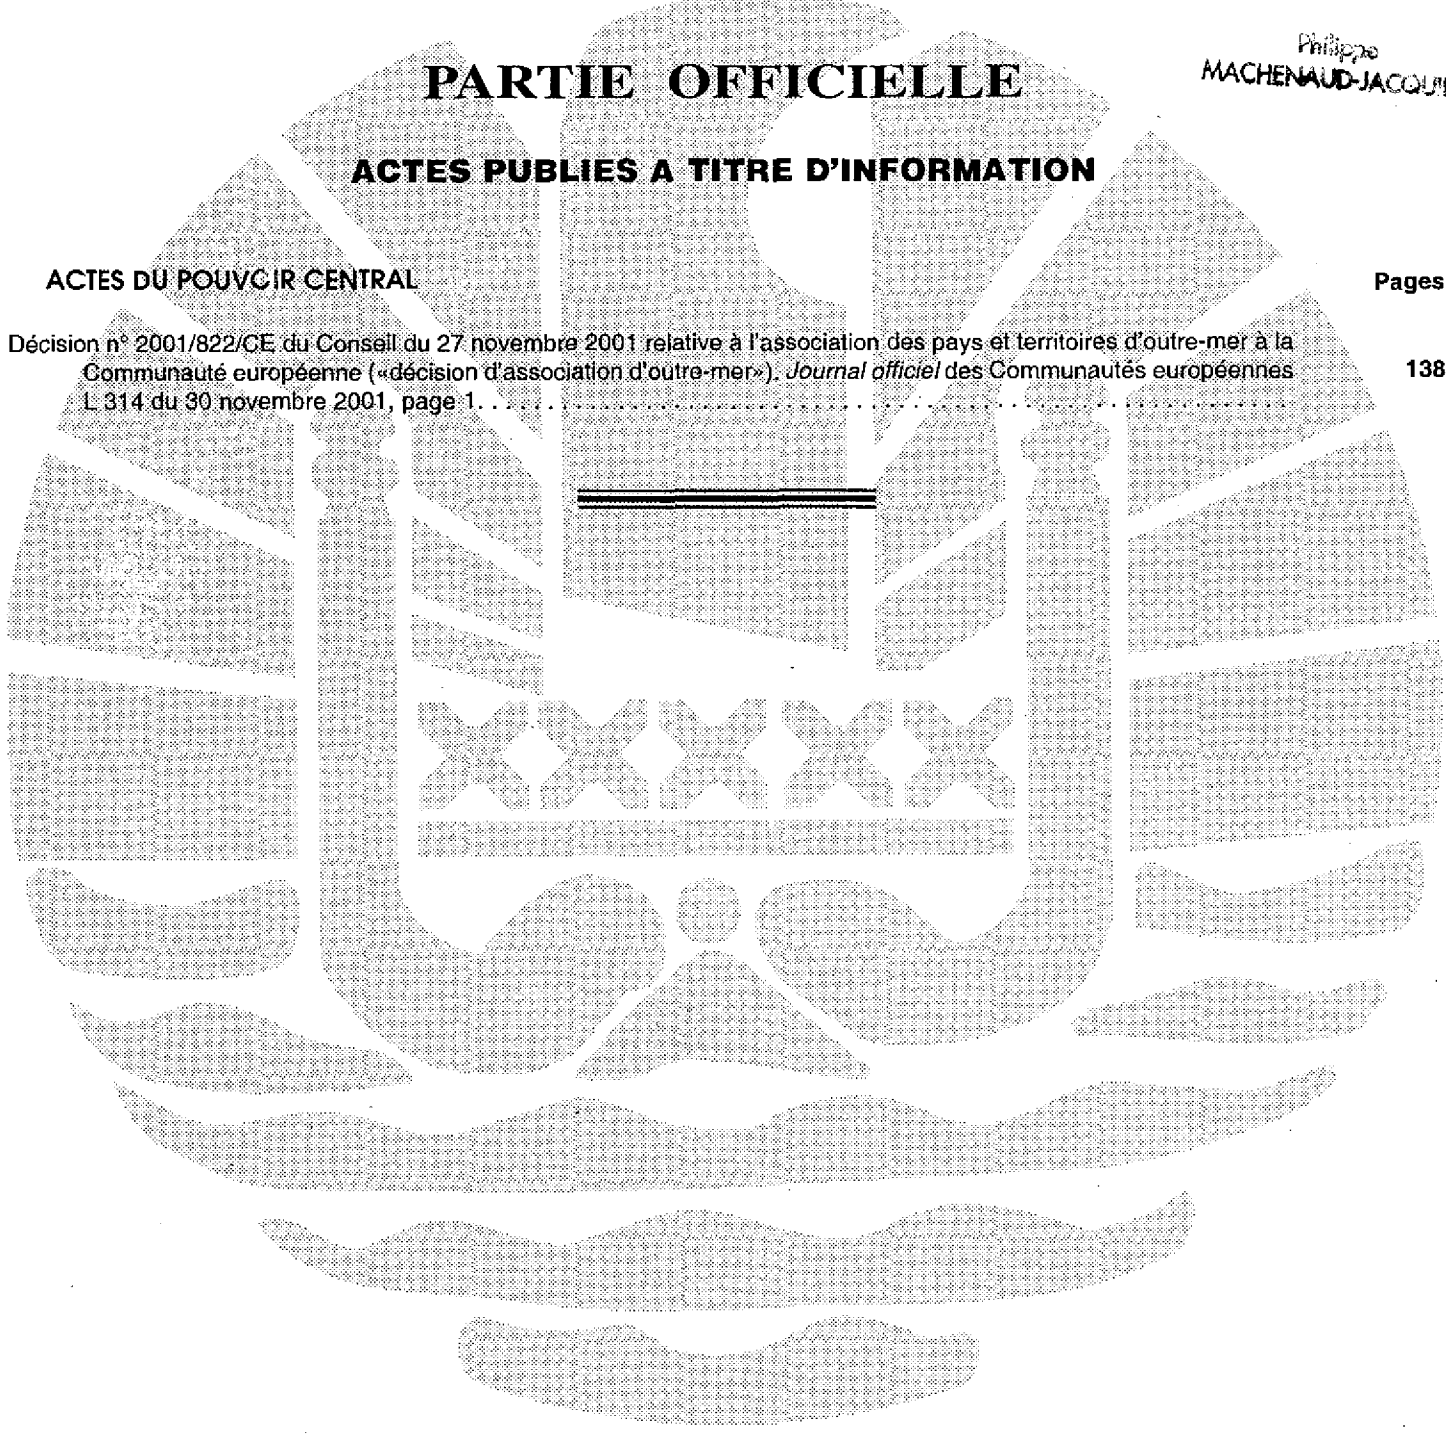 Philippe
PARTIE OFFICIELLE
ACTES PUBLIES A TITRE D'INFORMATION
ACTES DU POUVOIR CENTRAL
Pages
Décision nº 2001/822/CE du Conseil du 27 novembre 2001 relative à l'association des pays et territoires d'outre-mer à la
Communauté européenne («décision d'association d'outre-mer»). Journal officiel des Communautés européennes
138
L 314 du 30 novembre 2001, page 1. . . . . . . . . . . . . . . . . . . . . . . . . . . . . . . . . . . . . . . . . . . . . . . . . . . . . . . . . .